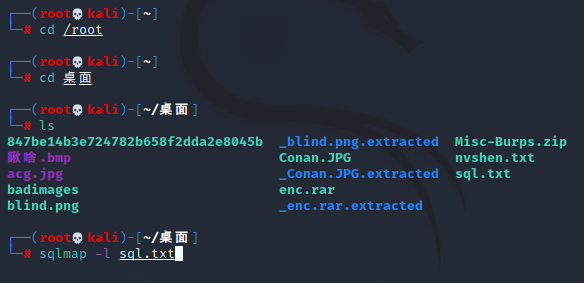 ┌──(root💀kali)-[~]
└─# cd /root
┌──(root💀kali)-[~]
└─# cd 桌面
┌──(root💀kali)-[~/桌面]
└─# ls
847be14b3e724782b658f2dda2e8045b _blind.png.extracted Misc-Burps.zip
瞅啥.bmp Conan.JPG nvshen.txt
acg.jpg _Conan.JPG.extracted sql.txt
badimages enc.rar
blind.png _enc.rar.extracted
┌──(root💀kali)-[~/桌面]
└─# sqlmap -l sql.txt